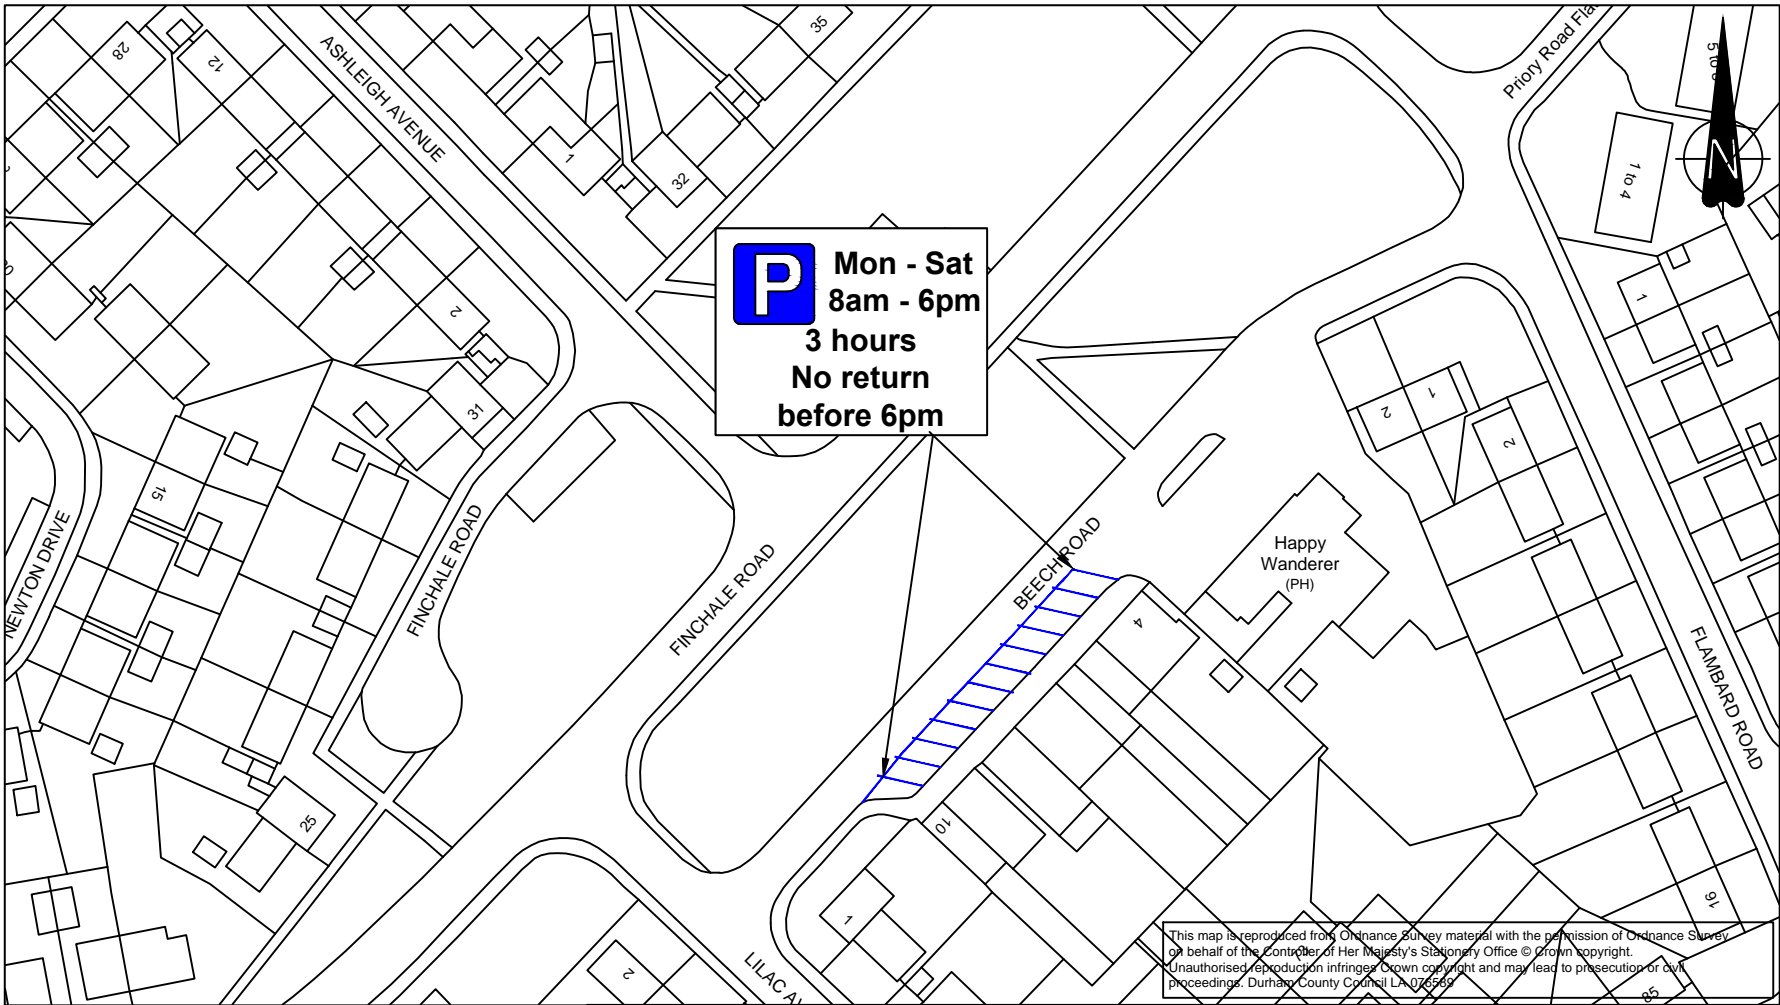 28
12
ASHLEIGH AVENUE
35
Priory Road
1
32
1 to 4
N
P
Mon - Sat
8am - 6pm
3 hours
No return
before 6pm
2
31
1
1
2
2
15
NEWTON DRIVE
FINCHALE ROAD
FINCHALE ROAD
BEECH ROAD
Happy
Wanderer
(PH)
4
FLAMBARD ROAD
25
10
1
16
2
LILAC
85
This map is reproduced from Ordnance Survey material with the permission of Ordnance Survey
on behalf of the Controller of Her Majesty's Stationery Office © Crown copyright.
Unauthorised reproduction infringes Crown copyright and may lead to prosecution or civil
proceedings. Durham County Council LA 076589